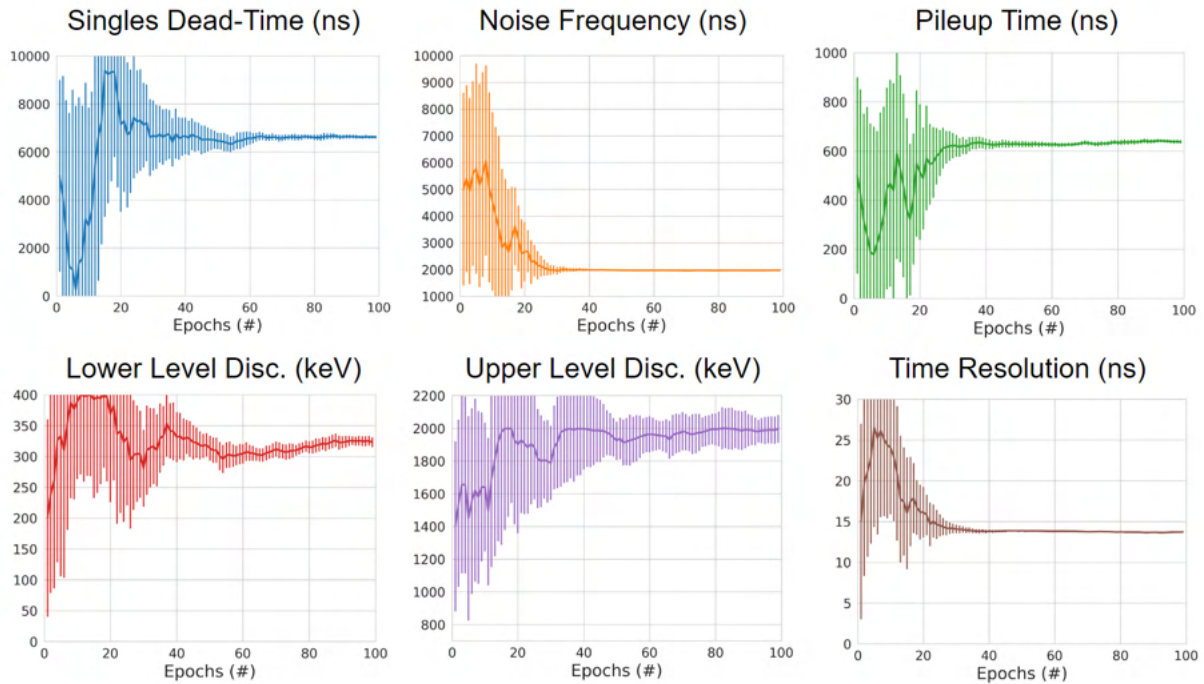 Singles Dead-Time (ns)
10000
8000
6000
4000
2000
0
0 20 40 60 80 100
Epochs (#)
Noise Frequency (ns)
10000
9000
8000
7000
6000
5000
4000
3000
2000
1000
0 20 40 60 80 100
Epochs (#)
Pileup Time (ns)
1000
800
600
400
200
0
0 20 40 60 80 100
Epochs (#)
Lower Level Disc. (keV)
400
350
300
250
200
150
100
50
0
0 20 40 60 80 100
Epochs (#)
Upper Level Disc. (keV)
2200
2000
1800
1600
1400
1200
1000
800
0 20 40 60 80 100
Epochs (#)
Time Resolution (ns)
30
25
20
15
10
5
0
0 20 40 60 80 100
Epochs (#)